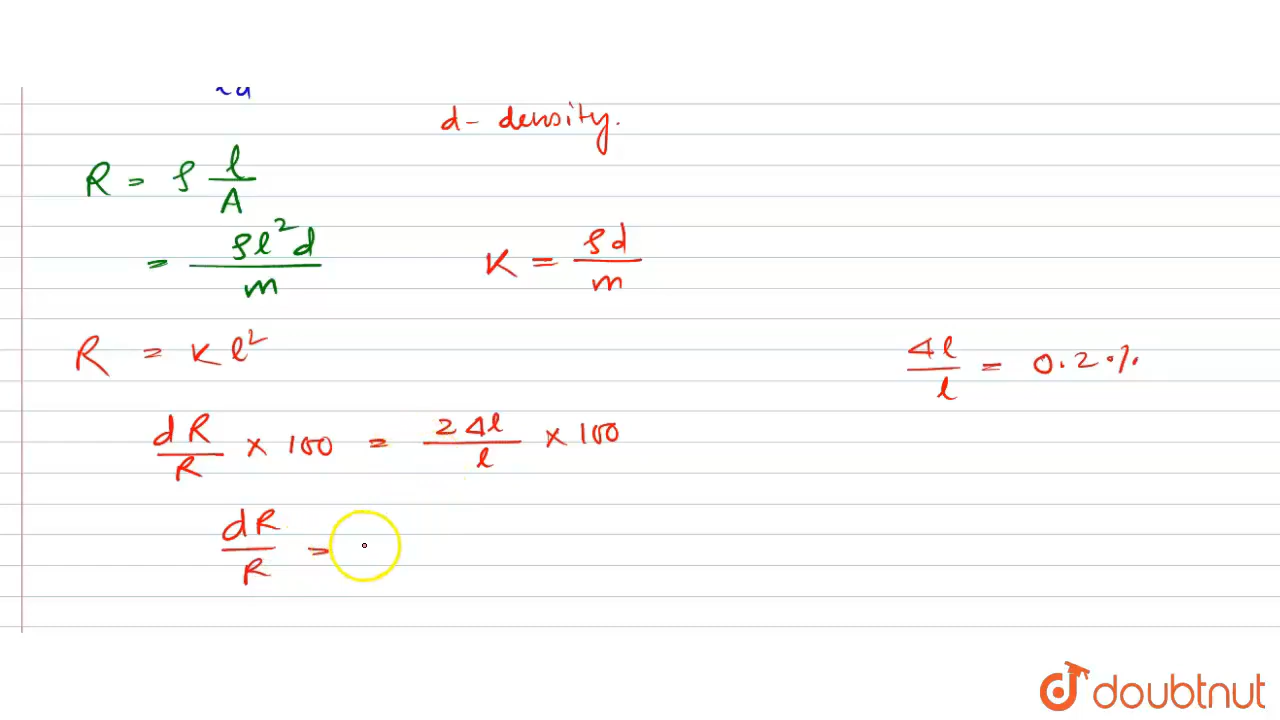 d- density.
R = ρ l/A
= ρl²d/m
K = ρd/m
R = Kl²
Δl/l = 0.2%
dR/R × 100 = 2Δl/l × 100
dR/R =
doubtnut